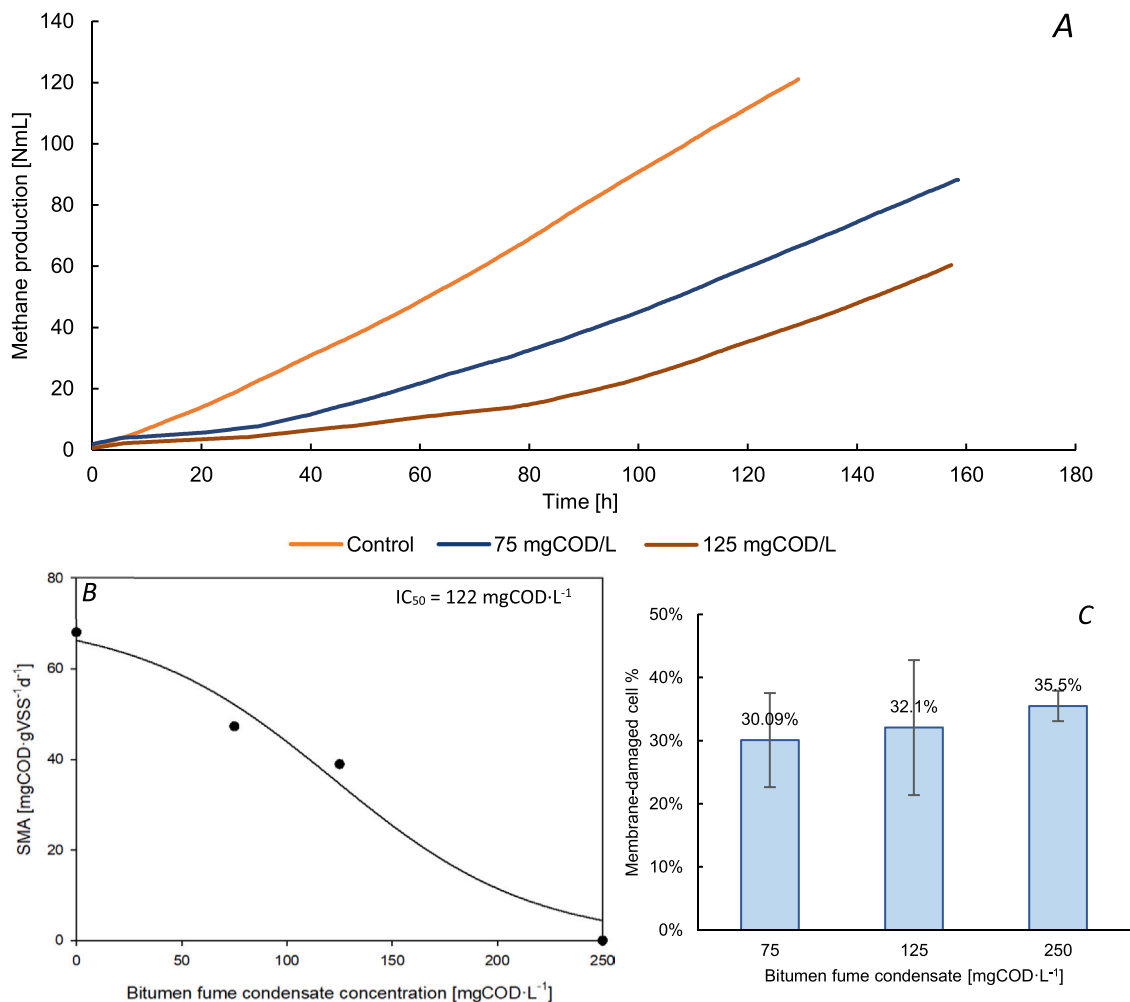 A
Methane production [NmL]
140
120
100
80
60
40
20
0
0 20 40 60 80 100 120 140 160 180
Time [h]
Control 75 mgCOD/L 125 mgCOD/L
B
IC₅₀ = 122 mgCOD·L⁻¹
SMA [mgCOD·gVSS⁻¹d⁻¹]
80
60
40
20
0
0 50 100 150 200 250
Bitumen fume condensate concentration [mgCOD·L⁻¹]
C
Membrane-damaged cell %
50%
40%
30%
20%
10%
0%
30.09% 32.1% 35.5%
75 125 250
Bitumen fume condensate [mgCOD·L⁻¹]